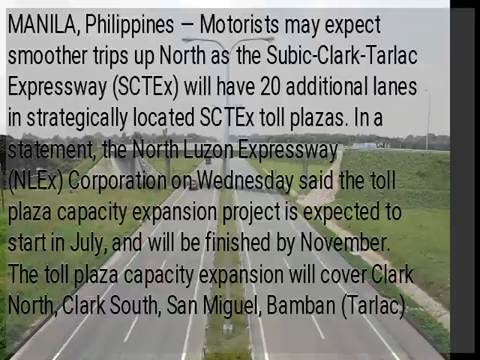 MANILA, Philippines — Motorists may expect
smoother trips up North as the Subic-Clark-Tarlac
Expressway (SCTEx) will have 20 additional lanes
in strategically located SCTEx toll plazas. In a
statement, the North Luzon Expressway
(NLEx) Corporation on Wednesday said the toll
plaza capacity expansion project is expected to
start in July, and will be finished by November.
The toll plaza capacity expansion will cover Clark
North, Clark South, San Miguel, Bamban (Tarlac)